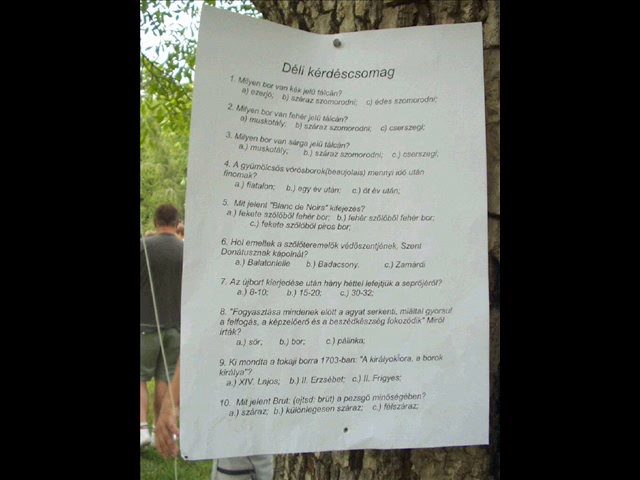 Déli kérdéscsomag
1. Milyen bor van kék jelű tálcán?
a) ezerjó; b) száraz szomorodni; c) édes szomorodni;
2. Milyen bor van fehér jelű tálcán?
a) muskotály; b) száraz szomorodni; c) cserszegi;
3. Milyen bor van sárga jelű tálcán?
a.) muskotály; b.) száraz szomorodni; c.) cserszegi;
4. A gyümölcsös vörösborok(beaujolais) mennyi idő után
finomak?
a.) fiatalon; b.) egy év után; c.) öt év után;
5. Mit jelent "Blanc de Noirs" kifejezés?
a.) fekete szőlőből fehér bor; b.) fehér szőlőből fehér bor;
c.) fekete szőlőből piros bor;
6. Hol emeltek a szőlőteremelők védőszentjének, Szent
Donátusznak kápolnát?
a.) Balatonlelle b.) Badacsony. c.) Zamárdi.
7. Az újbort kierjedése után hány héttel lefejtjük a seprőjéről?
a.) 6-10; b.) 15-20; c.) 30-32;
8. "Fogyasztása mindenek előtt a agyat serkenti, miáltal gyorsul
a felfogás, a képzelőerő és a beszédkészség fokozódik" Miről
írták?
a.) sör; b.) bor; c.) pálinka;
9. Ki mondta a tokaji borra 1703-ban: "A királyok bora, a borok
királya"?
a.) XIV. Lajos; b.) II. Erzsébet; c.) II. Frigyes;
10. Mit jelent Brut: (ejtsd: brüt) a pezsgő minőségében?
a.) száraz; b.) különlegesen száraz; c.) félszáraz;